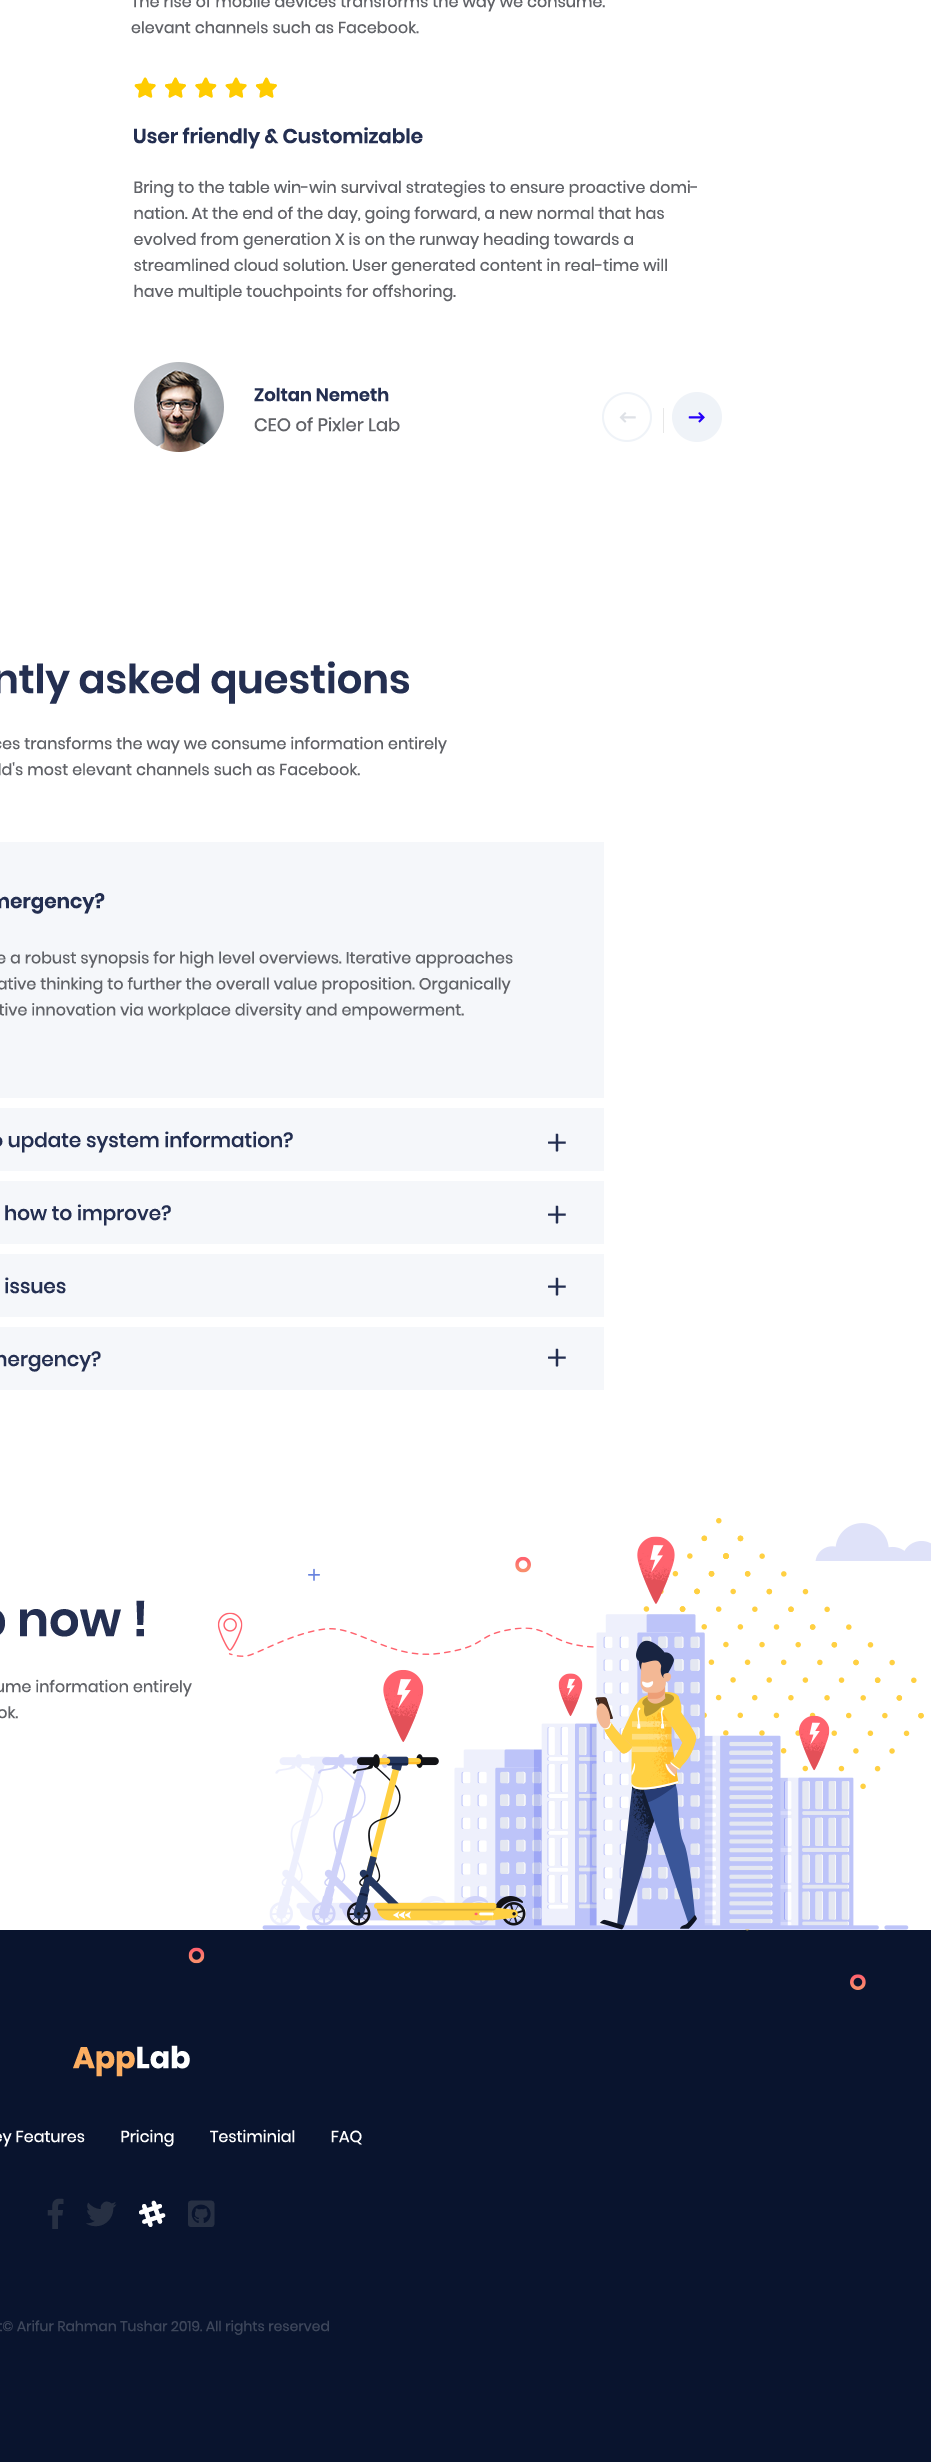 The rise of mobile devices transforms the way we consume.
elevant channels such as Facebook.
User friendly & Customizable
Bring to the table win-win survival strategies to ensure proactive domi-
nation. At the end of the day, going forward, a new normal that has
evolved from generation X is on the runway heading towards a
streamlined cloud solution. User generated content in real-time will
have multiple touchpoints for offshoring.
Zoltan Nemeth
CEO of Pixler Lab
ntly asked questions
ces transforms the way we consume information entirely
ld's most elevant channels such as Facebook.
mergency?
e a robust synopsis for high level overviews. Iterative approaches
ative thinking to further the overall value proposition. Organically
tive innovation via workplace diversity and empowerment.
o update system information?
how to improve?
issues
mergency?
o now !
ume information entirely
ok.
AppLab
ey Features Pricing Testiminial FAQ
t© Arifur Rahman Tushar 2019. All rights reserved